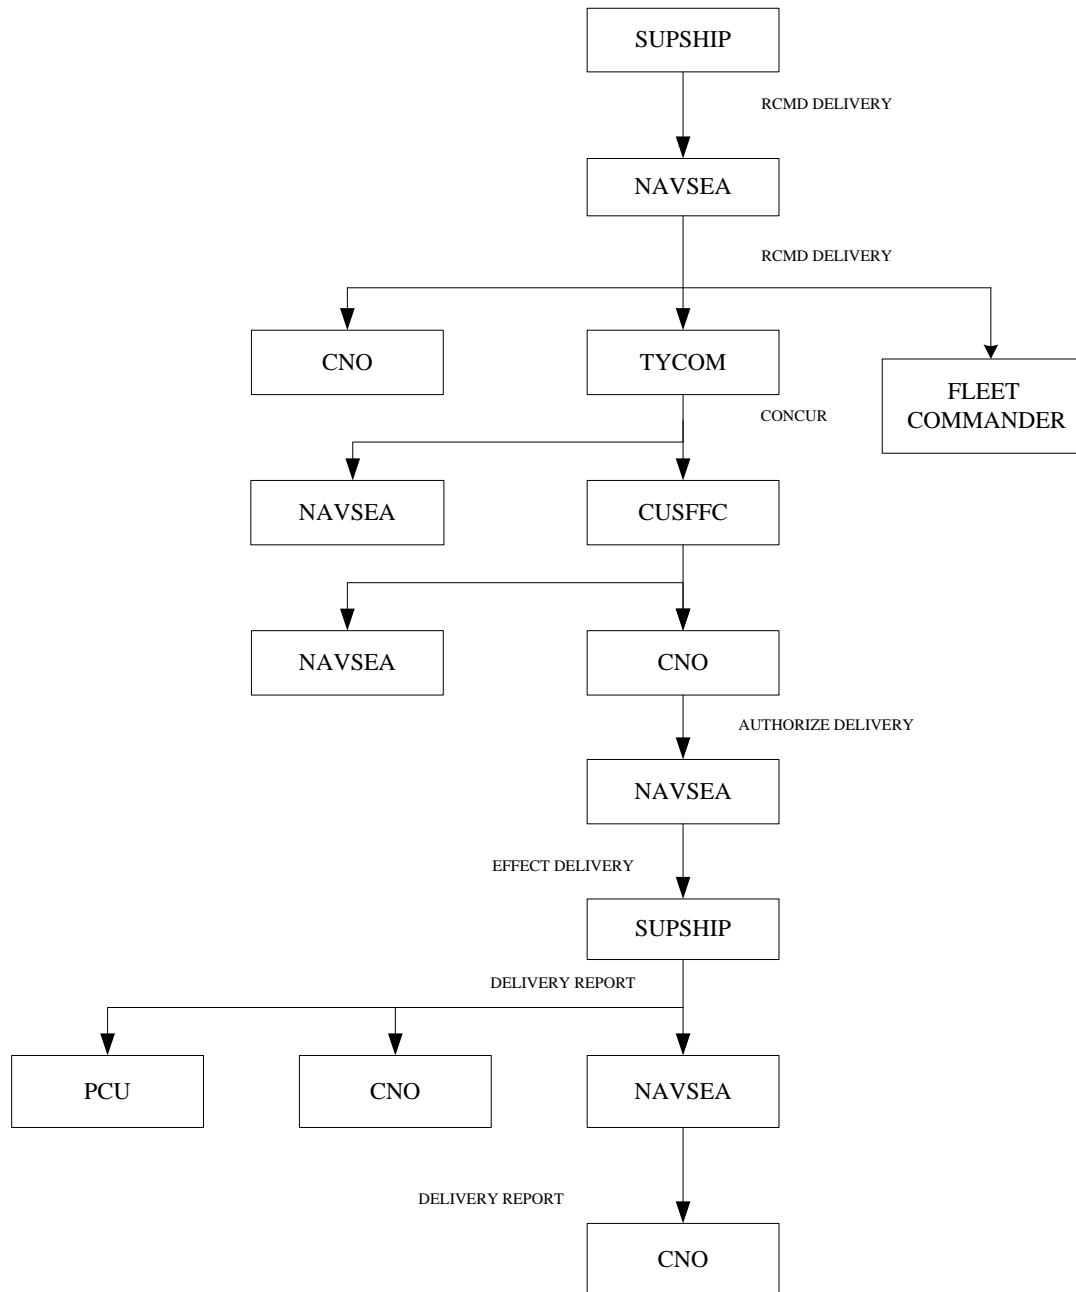 SUPSHIP
RCMD DELIVERY
NAVSEA
RCMD DELIVERY
CNO
TYCOM
FLEET
COMMANDER
CONCUR
NAVSEA
CUSFFC
NAVSEA
CNO
AUTHORIZE DELIVERY
NAVSEA
EFFECT DELIVERY
SUPSHIP
DELIVERY REPORT
PCU
CNO
NAVSEA
DELIVERY REPORT
CNO